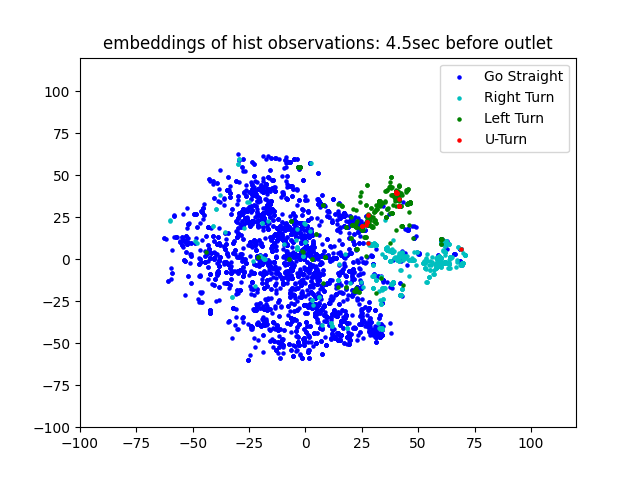 embeddings of hist observations: 4.5sec before outlet
Go Straight
Right Turn
Left Turn
U-Turn
100
75
50
25
0
−25
−50
−75
−100
−100 −75 −50 −25 0 25 50 75 100